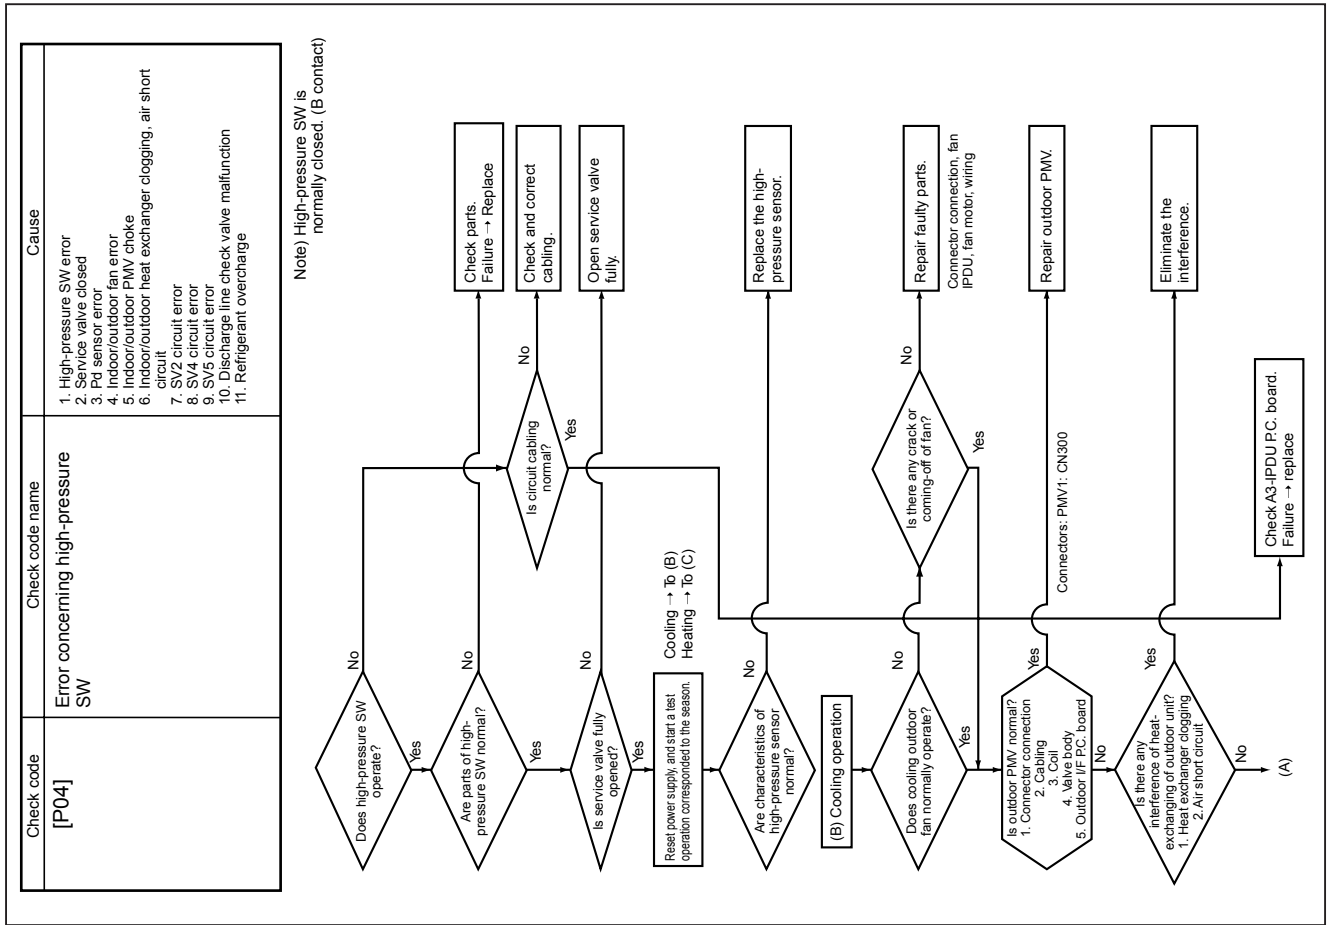 Check code
Check code name
Cause
[P04]
Error concerning high-pressure
SW
1. High-pressure SW error
2. Service valve closed
3. Pd sensor error
4. Indoor/outdoor fan error
5. Indoor/outdoor PMV choke
6. Indoor/outdoor heat exchanger clogging, air short
circuit
7. SV2 circuit error
8. SV4 circuit error
9. SV5 circuit error
10. Discharge line check valve malfunction
11. Refrigerant overcharge
Note) High-pressure SW is
normally closed. (B contact)
Does high-pressure SW
operate?
No
Yes
Is circuit cabling
normal?
No
Yes
Check and correct
cabling.
Are parts of high-
pressure SW normal?
No
Yes
Check parts.
Failure → Replace
Is service valve fully
opened?
No
Yes
Open service valve
fully.
Reset power supply, and start a test
operation corresponded to the season.
Cooling → To (B)
Heating → To (C)
Are characteristics of
high-pressure sensor
normal?
No
Replace the high-
pressure sensor.
(B) Cooling operation
Does cooling outdoor
fan normally operate?
No
Yes
Is there any crack or
coming-off of fan?
No
Yes
Repair faulty parts.
Connector connection, fan
IPDU, fan motor, wiring
Is outdoor PMV normal?
1. Connector connection
2. Cabling
3. Coil
4. Valve body
5. Outdoor I/F P.C. board
Yes
No
Repair outdoor PMV.
Connectors: PMV1: CN300
Is there any
interference of heat-
exchanging of outdoor unit?
1. Heat exchanger clogging
2. Air short circuit
Yes
No
Eliminate the
interference.
(A)
Check A3-IPDU P.C. board.
Failure → replace